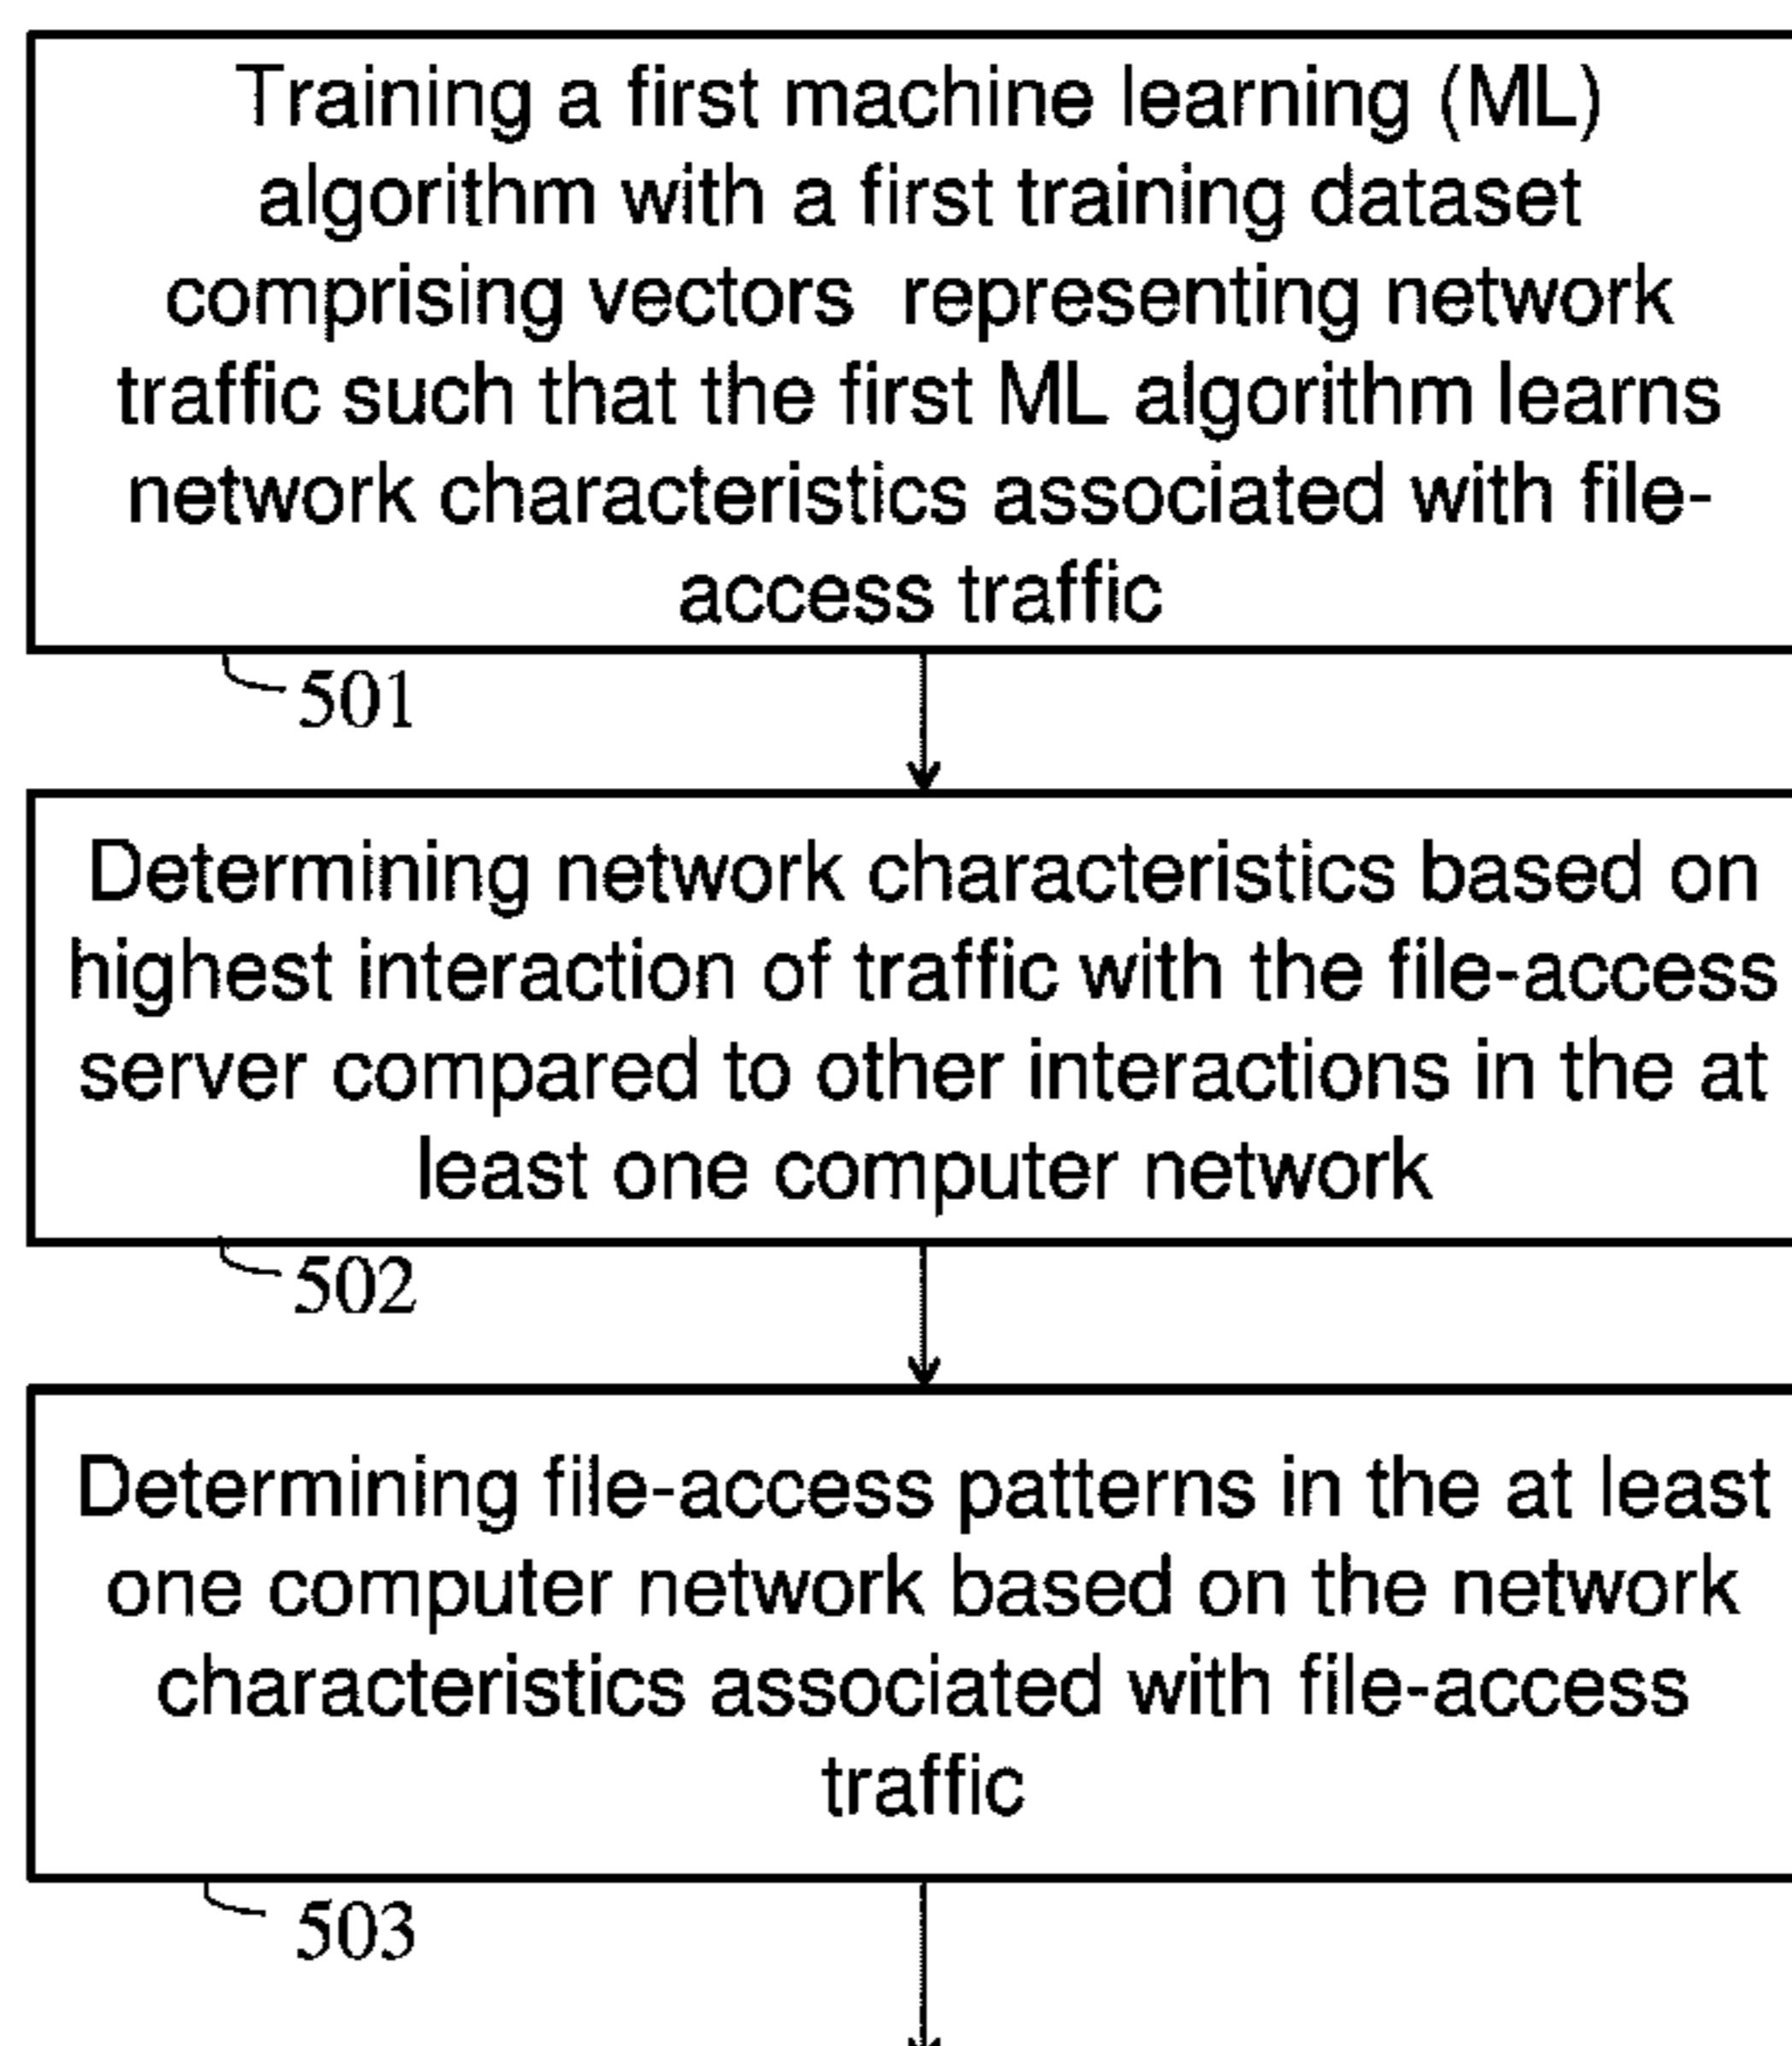 Training a first machine learning (ML)
algorithm with a first training dataset
comprising vectors  representing network
traffic such that the first ML algorithm learns
network characteristics associated with file-
access traffic
501
Determining network characteristics based on
highest interaction of traffic with the file-access
server compared to other interactions in the at
least one computer network
502
Determining file-access patterns in the at least
one computer network based on the network
characteristics associated with file-access
traffic
503